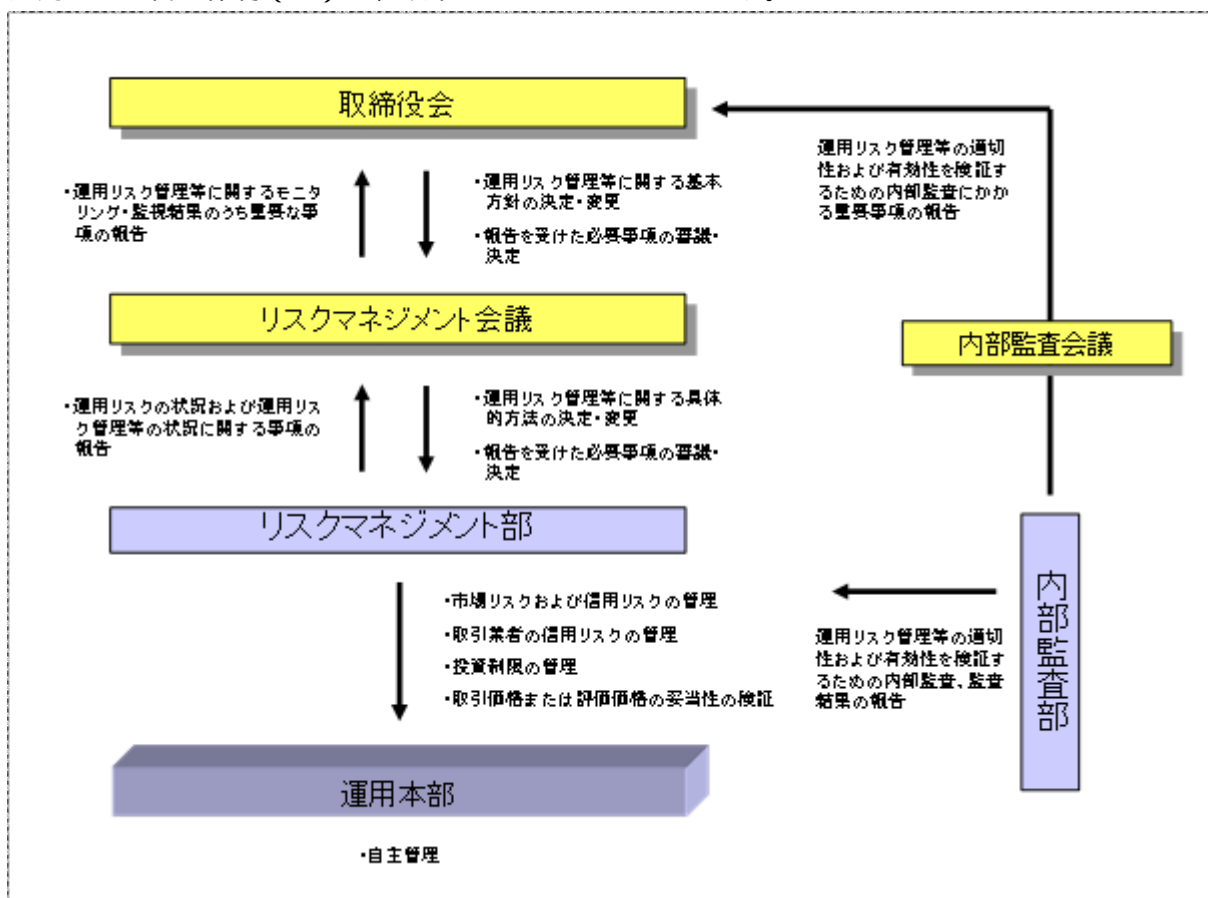 取締役会
・運用リスク管理等に関するモニタ
リング・監視結果のうち重要な事
項の報告
・運用リスク管理等に関する基本
方針の決定・変更
・報告を受けた必要事項の審議・
決定
運用リスク管理等の適切
性および有効性を検証す
るための内部監査にかか
る重要事項の報告
リスクマネジメント会議
内部監査会議
・運用リスクの状況および運用リス
ク管理等の状況に関する事項の
報告
・運用リスク管理等に関する具体
的方法の決定・変更
・報告を受けた必要事項の審議・
決定
リスクマネジメント部
・市場リスクおよび信用リスクの管理
・取引業者の信用リスクの管理
・投資制限の管理
・取引価格または評価価格の妥当性の検証
運用リスク管理等の適切
性および有効性を検証す
るための内部監査、監査
結果の報告
内部監査部
運用本部
・自主管理